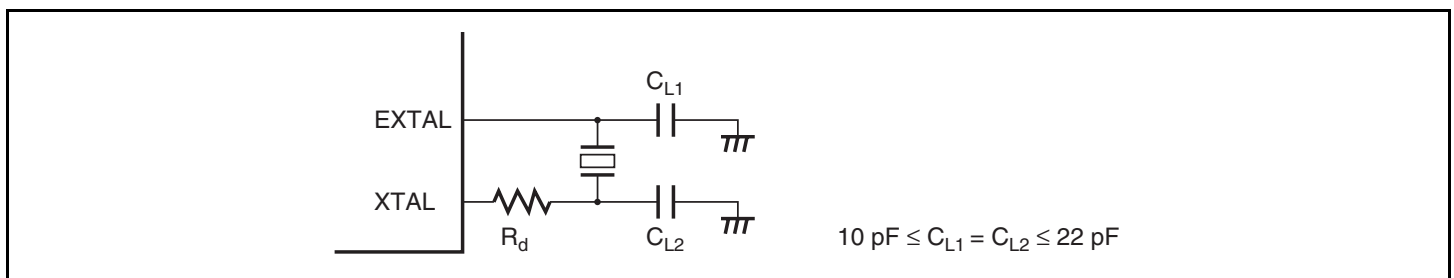 C_L1
EXTAL
XTAL
R_d
C_L2
10 pF ≤ C_L1 = C_L2 ≤ 22 pF